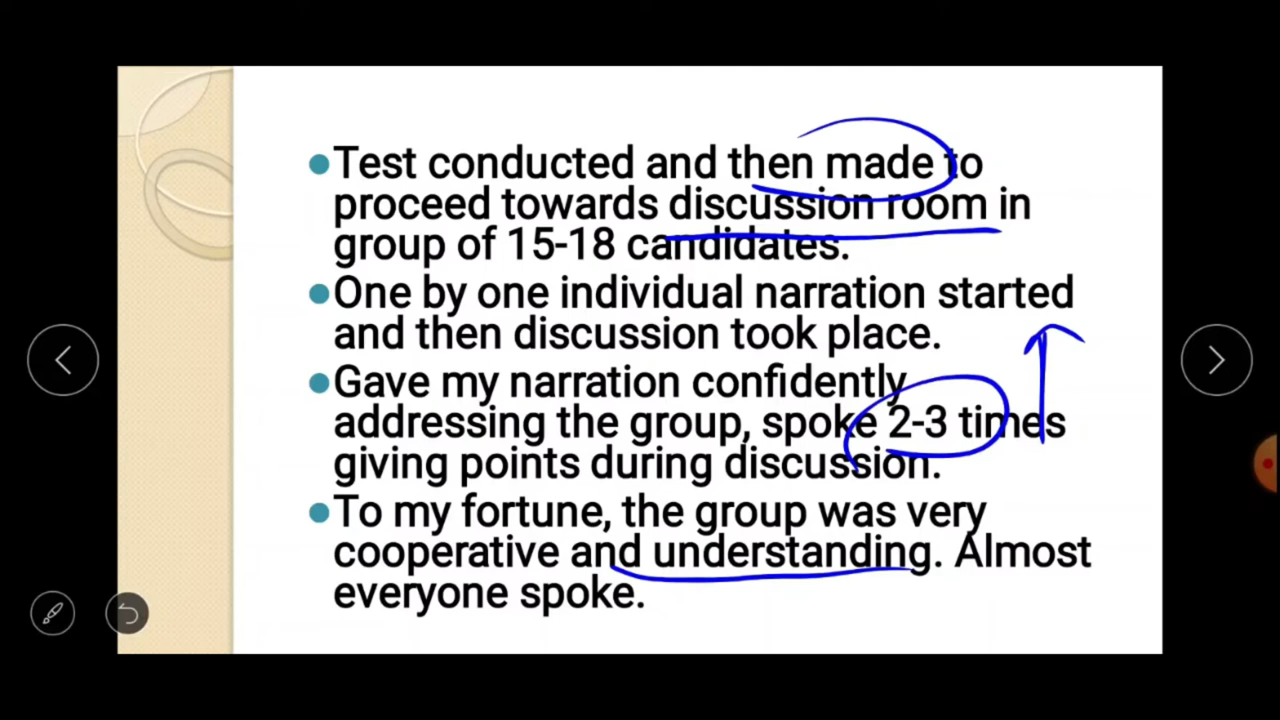 Test conducted and then made to
proceed towards discussion room in
group of 15-18 candidates.
One by one individual narration started
and then discussion took place.
Gave my narration confidently
addressing the group, spoke 2-3 times
giving points during discussion.
To my fortune, the group was very
cooperative and understanding. Almost
everyone spoke.